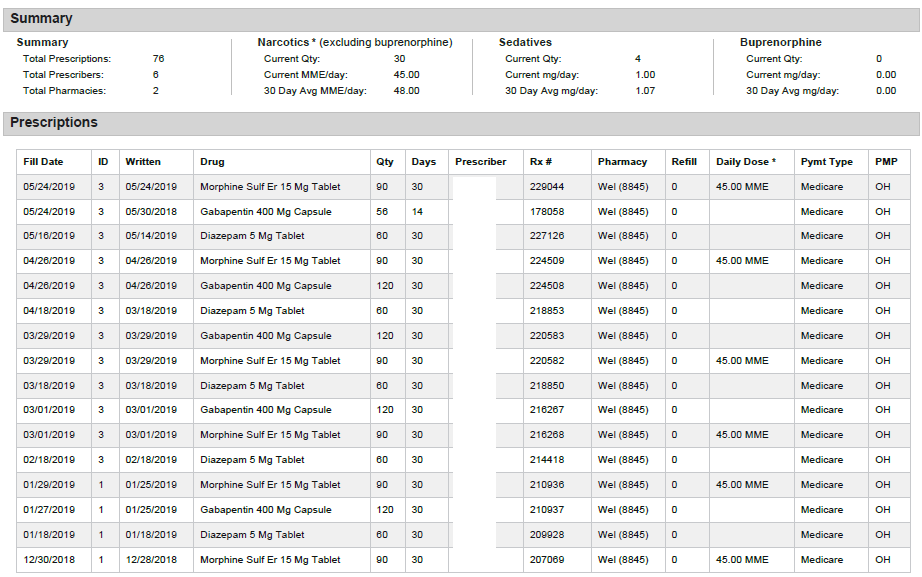 Summary
Summary Narcotics * (excluding buprenorphine) Sedatives Buprenorphine
Total Prescriptions: 76 Current Qty: 30 Current Qty: 4 Current Qty: 0
Total Prescribers: 6 Current MME/day: 45.00 Current mg/day: 1.00 Current mg/day: 0.00
Total Pharmacies: 2 30 Day Avg MME/day: 48.00 30 Day Avg mg/day: 1.07 30 Day Avg mg/day: 0.00
Prescriptions
Fill Date ID Written Drug Qty Days Prescriber Rx # Pharmacy Refill Daily Dose * Pymt Type PMP
05/24/2019 3 05/24/2019 Morphine Sulf Er 15 Mg Tablet 90 30 229044 Wel (8845) 0 45.00 MME Medicare OH
05/24/2019 3 05/30/2018 Gabapentin 400 Mg Capsule 56 14 178058 Wel (8845) 0 Medicare OH
05/16/2019 3 05/14/2019 Diazepam 5 Mg Tablet 60 30 227126 Wel (8845) 0 Medicare OH
04/26/2019 3 04/26/2019 Morphine Sulf Er 15 Mg Tablet 90 30 224509 Wel (8845) 0 45.00 MME Medicare OH
04/26/2019 3 04/26/2019 Gabapentin 400 Mg Capsule 120 30 224508 Wel (8845) 0 Medicare OH
04/18/2019 3 03/18/2019 Diazepam 5 Mg Tablet 60 30 218853 Wel (8845) 0 Medicare OH
03/29/2019 3 03/29/2019 Gabapentin 400 Mg Capsule 120 30 220583 Wel (8845) 0 Medicare OH
03/29/2019 3 03/29/2019 Morphine Sulf Er 15 Mg Tablet 90 30 220582 Wel (8845) 0 45.00 MME Medicare OH
03/18/2019 3 03/18/2019 Diazepam 5 Mg Tablet 60 30 218850 Wel (8845) 0 Medicare OH
03/01/2019 3 03/01/2019 Gabapentin 400 Mg Capsule 120 30 216267 Wel (8845) 0 Medicare OH
03/01/2019 3 03/01/2019 Morphine Sulf Er 15 Mg Tablet 90 30 216268 Wel (8845) 0 45.00 MME Medicare OH
02/18/2019 3 02/18/2019 Diazepam 5 Mg Tablet 60 30 214418 Wel (8845) 0 Medicare OH
01/29/2019 1 01/25/2019 Morphine Sulf Er 15 Mg Tablet 90 30 210936 Wel (8845) 0 45.00 MME Medicare OH
01/27/2019 1 01/25/2019 Gabapentin 400 Mg Capsule 120 30 210937 Wel (8845) 0 Medicare OH
01/18/2019 1 01/18/2019 Diazepam 5 Mg Tablet 60 30 209928 Wel (8845) 0 Medicare OH
12/30/2018 1 12/28/2018 Morphine Sulf Er 15 Mg Tablet 90 30 207069 Wel (8845) 0 45.00 MME Medicare OH